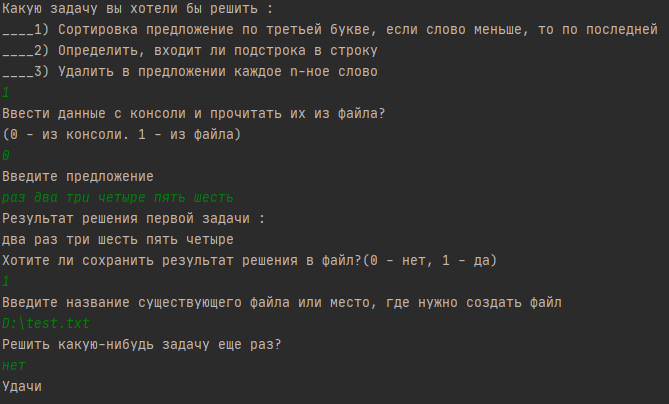 Какую задачу вы хотели бы решить :
____1) Сортировка предложение по третьей букве, если слово меньше, то по последней
____2) Определить, входит ли подстрока в строку
____3) Удалить в предложении каждое n-ное слово
1
Ввести данные с консоли и прочитать их из файла?
(0 - из консоли. 1 - из файла)
0
Введите предложение
раз два три четыре пять шесть
Результат решения первой задачи :
два раз три шесть пять четыре
Хотите ли сохранить результат решения в файл?(0 - нет, 1 - да)
1
Введите название существующего файла или место, где нужно создать файл
D:\test.txt
Решить какую-нибудь задачу еще раз?
нет
Удачи